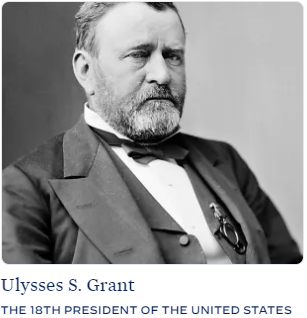 Ulysses S. Grant
THE 18TH PRESIDENT OF THE UNITED STATES